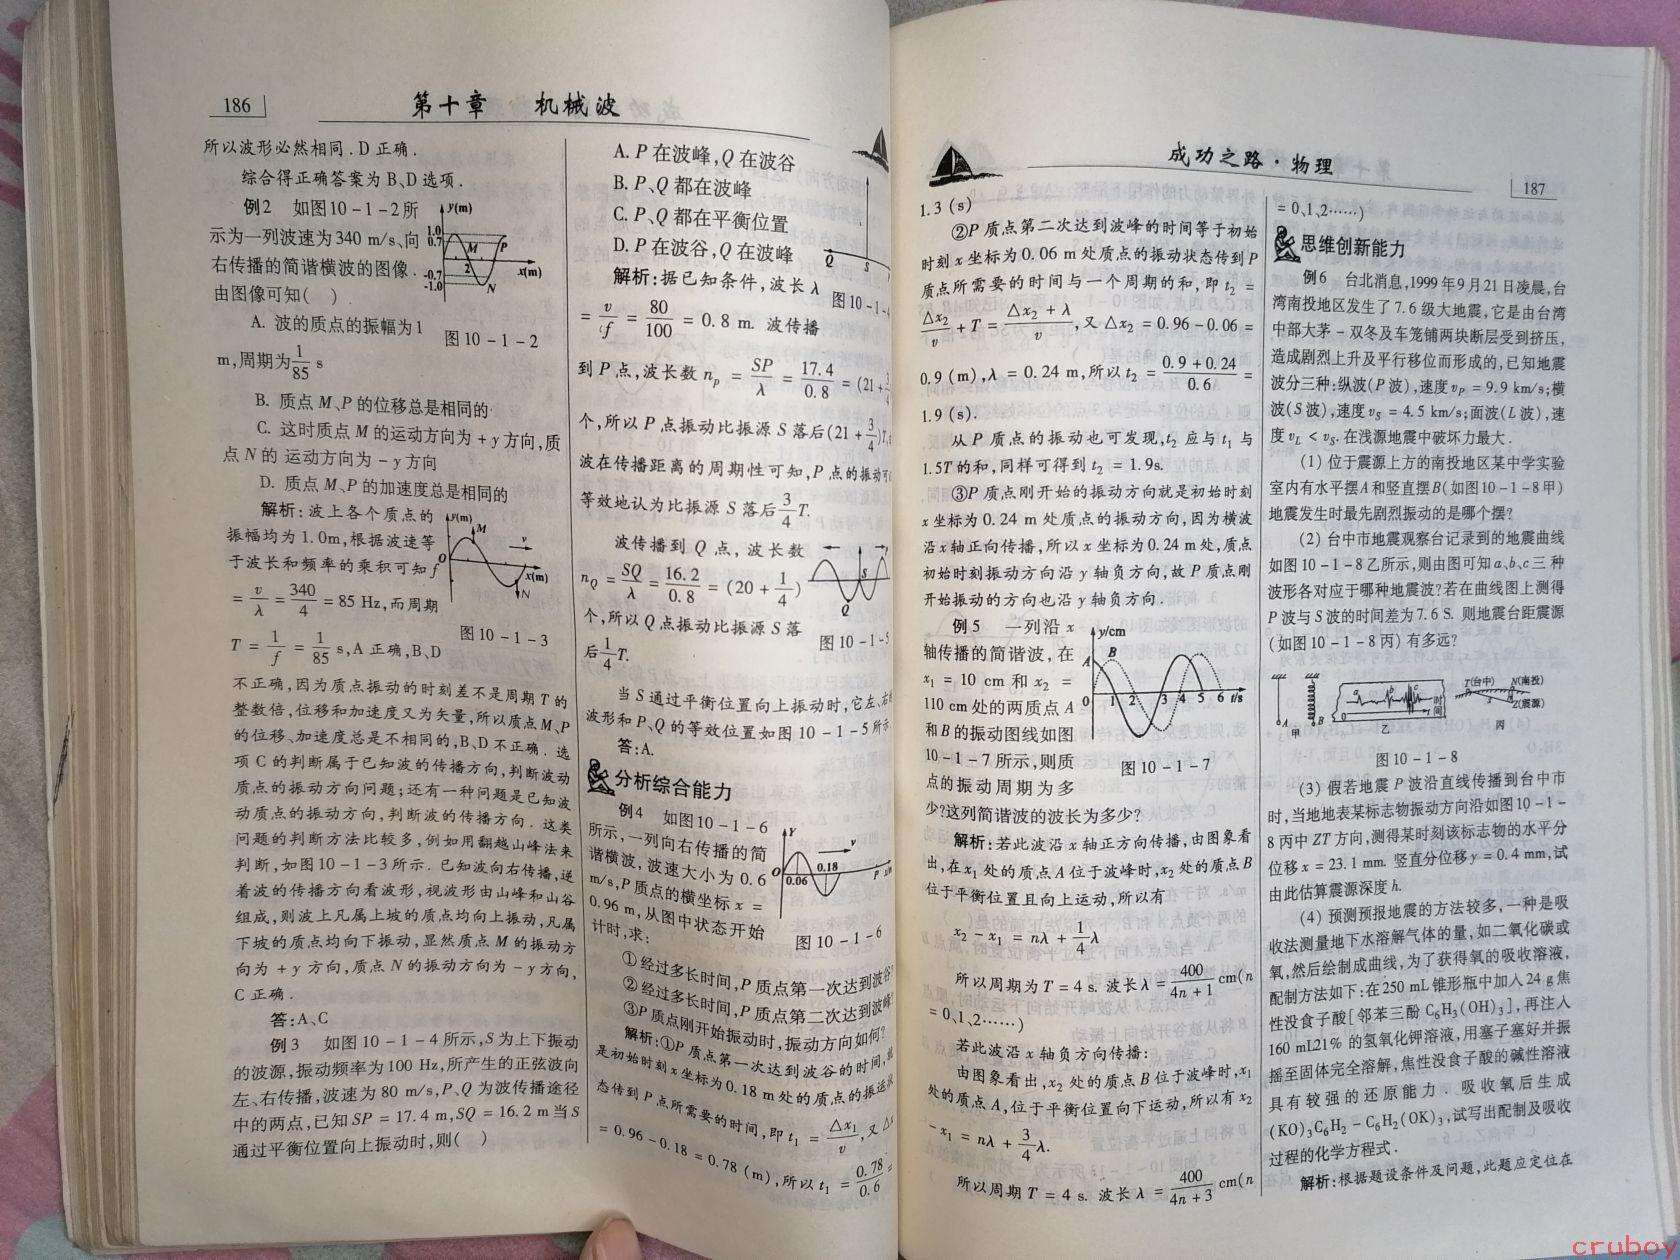 186
第十章 机械波
所以波形必然相同.D正确.
综合得正确答案为B、D选项.
例2 如图10-1-2所
示为一列波速为340 m/s、向
右传播的简谐横波的图像.
由图像可知( )
y(m)
1.0
0.7
M
P
2
x(m)
-0.7
-1.0
N
A. 波的质点的振幅为1
图10-1-2
m,周期为1/85 s
B. 质点M、P的位移总是相同的
C. 这时质点M的运动方向为+y方向,质
点N的 运动方向为-y方向
D. 质点M、P的加速度总是相同的
解析:波上各个质点的
振幅均为1.0m,根据波速等
于波长和频率的乘积可知f
= v/λ = 340/4 = 85 Hz,而周期
T = 1/f = 1/85 s,A正确,B、D
y(m)
M
v
O
x(m)
N
图10-1-3
不正确,因为质点振动的时刻差不是周期T的
整数倍,位移和加速度又为矢量,所以质点M、P
的位移、加速度总是不相同的,B、D不正确. 选
项C的判断属于已知波的传播方向,判断波动
质点的振动方向问题;还有一种问题是已知波
动质点的振动方向,判断波的传播方向. 这类
问题的判断方法比较多,例如用翻越山峰法来
判断,如图10-1-3所示. 已知波向右传播,逆
着波的传播方向看波形,视波形由山峰和山谷
组成,则波上凡属上坡的质点均向上振动,凡属
下坡的质点均向下振动,显然质点M的振动方
向为+y方向,质点N的振动方向为-y方向,
C正确.
答:A、C
例3 如图10-1-4所示,S为上下振动
的波源,振动频率为100 Hz,所产生的正弦波向
左、右传播,波速为80 m/s,P、Q为波传播途径
中的两点,已知SP=17.4 m,SQ=16.2 m当S
通过平衡位置向上振动时,则( )
A. P在波峰,Q在波谷
B. P、Q都在波峰
C. P、Q都在平衡位置
D. P在波谷,Q在波峰
Q
S
解析:据已知条件,波长λ
图10-1-4
= v/f = 80/100 = 0.8 m. 波传播
到P点,波长数 np = SP/λ = 17.4/0.8 = (21+3/4
个,所以P点振动比振源S落后(21+3/4)T,
波在传播距离的周期性可知,P点的振动可
等效地认为比振源S落后3/4T.
波传播到Q点,波长数
nQ = SQ/λ = 16.2/0.8 = (20+1/4)
个,所以Q点振动比振源S落
后1/4T.
S
Q
图10-1-5
当S通过平衡位置向上振动时,它左、右
波形和P、Q的等效位置如图10-1-5所示
答:A.
分析综合能力
例4 如图10-1-6
所示,一列向右传播的简
谐横波,波速大小为0.6
m/s,P质点的横坐标x=
0.96 m,从图中状态开始
计时,求:
Y
v
O
0.06
0.18
P
图10-1-6
①经过多长时间,P质点第一次达到波谷
②经过多长时间,P质点第二次达到波峰
③P质点刚开始振动时,振动方向如何?
解析:①P质点第一次达到波谷的时间,就
是初始时刻x坐标为0.18 m处的质点的振运
态传到P点所需要的时间,即t1 = Δx1/v,又Δ
=0.96-0.18=0.78(m),所以t1 = 0.78/0.6 =
成功之路·物理
187
1.3(s)
②P质点第二次达到波峰的时间等于初始
时刻x坐标为0.06 m处质点的振动状态传到P
质点所需要的时间与一个周期的和,即t2 =
Δx2/v + T = (Δx2+λ)/v,又Δx2 = 0.96-0.06 =
0.9(m),λ=0.24 m,所以t2 = (0.9+0.24)/0.6 =
1.9(s).
从P质点的振动也可发现,t2应与t1与
1.5T的和,同样可得到t2=1.9s.
③P质点刚开始的振动方向就是初始时刻
x坐标为0.24 m处质点的振动方向,因为横波
沿x轴正向传播,所以x坐标为0.24 m处,质点
初始时刻振动方向沿y轴负方向,故P质点刚
开始振动的方向也沿y轴负方向.
例5 一列沿x
轴传播的简谐波,在
x1=10 cm和x2=
110 cm处的两质点A
和B的振动图线如图
10-1-7所示,则质
点的振动周期为多
少?这列简谐波的波长为多少?
y/cm
A
B
0
1 2 3 4 5 6 t/s
图10-1-7
解析:若此波沿x轴正方向传播,由图象看
出,在x1处的质点A位于波峰时,x2处的质点B
位于平衡位置且向上运动,所以有
x2-x1 = nλ + 1/4λ
所以周期为T=4 s. 波长λ = 400/(4n+1) cm(n
=0、1、2……)
若此波沿x轴负方向传播:
由图象看出,x2处的质点B位于波峰时,x1
处的质点A,位于平衡位置向下运动,所以有x2
-x1 = nλ + 3/4λ.
所以周期T=4 s. 波长λ = 400/(4n+3) cm(n
=0、1、2……)
思维创新能力
例6 台北消息,1999年9月21日凌晨,台
湾南投地区发生了7.6级大地震,它是由台湾
中部大茅-双冬及车笼铺两块断层受到挤压,
造成剧烈上升及平行移位而形成的,已知地震
波分三种:纵波(P波),速度vP=9.9 km/s;横
波(S波),速度vS=4.5 km/s;面波(L波),速
度vL<vS.在浅源地震中破坏力最大.
(1) 位于震源上方的南投地区某中学实验
室内有水平摆A和竖直摆B(如图10-1-8甲)
地震发生时最先剧烈振动的是哪个摆?
(2) 台中市地震观察台记录到的地震曲线
如图10-1-8乙所示,则由图可知a、b、c三种
波形各对应于哪种地震波?若在曲线图上测得
P波与S波的时间差为7.6 S. 则地震台距震源
(如图10-1-8丙)有多远?
A
B
甲
a
b
c
0
时间
乙
T(台中)
N(南投)
Z(震源)
丙
图10-1-8
(3) 假若地震P波沿直线传播到台中市
时,当地地表某标志物振动方向沿如图10-1-
8丙中ZT方向,测得某时刻该标志物的水平分
位移x=23.1 mm. 竖直分位移y=0.4 mm,试
由此估算震源深度h.
(4) 预测预报地震的方法较多,一种是吸
收法测量地下水溶解气体的量,如二氧化碳或
氧,然后绘制成曲线,为了获得氧的吸收溶液,
配制方法如下:在250 mL锥形瓶中加入24 g焦
性没食子酸[邻苯三酚C6H3(OH)3],再注入
160 mL21%的氢氧化钾溶液,用塞子塞好并振
摇至固体完全溶解,焦性没食子酸的碱性溶液
具有较强的还原能力. 吸收氧后生成
(KO)3C6H2-C6H2(OK)3,试写出配制及吸收
过程的化学方程式.
解析:根据题设条件及问题,此题应定位在
cruboy